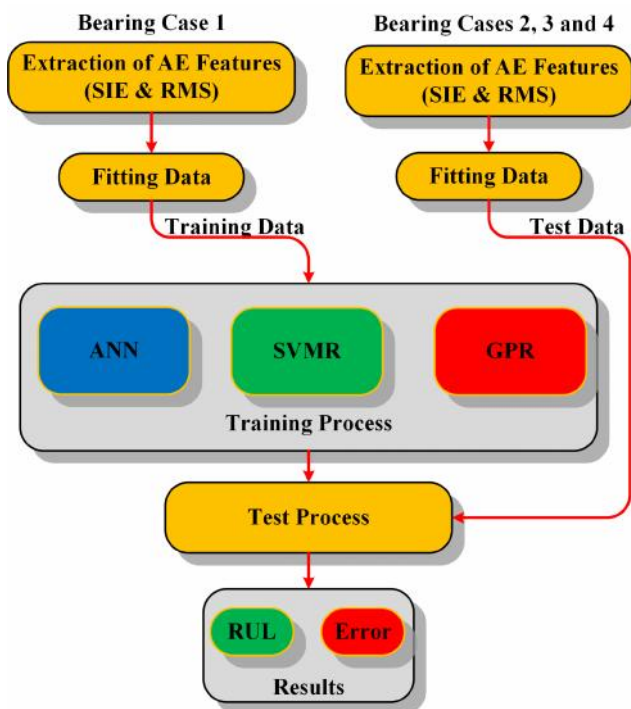 Bearing Case 1
Extraction of AE Features
(SIE & RMS)
Fitting Data
Training Data
Bearing Cases 2, 3 and 4
Extraction of AE Features
(SIE & RMS)
Fitting Data
Test Data
ANN
SVMR
GPR
Training Process
Test Process
RUL
Error
Results